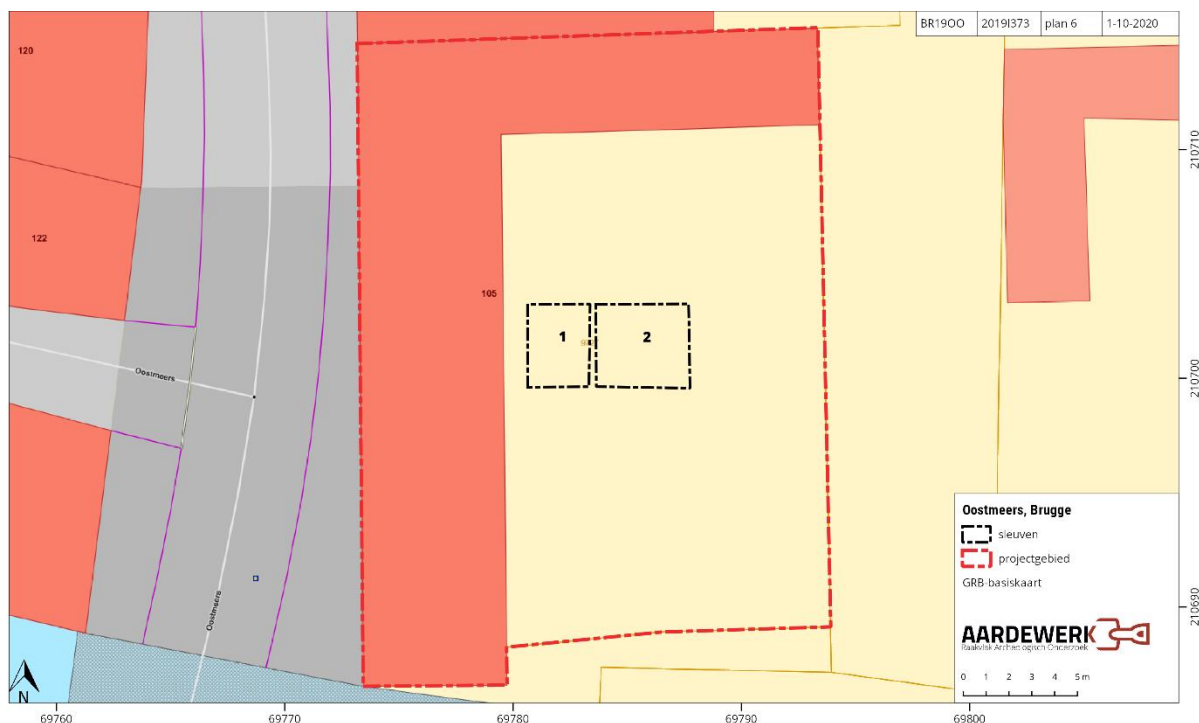 BR19OO 2019I373 plan 6 1-10-2020
120
122
105
1
2
Oostmeers
Oostmeers
210710
210700
210690
Oostmeers, Brugge
sleuven
projectgebied
GRB-basiskaart
AARDEWERK
Raakvlak Archeologisch Onderzoek
0 1 2 3 4 5 m
N
69760 69770 69780 69790 69800